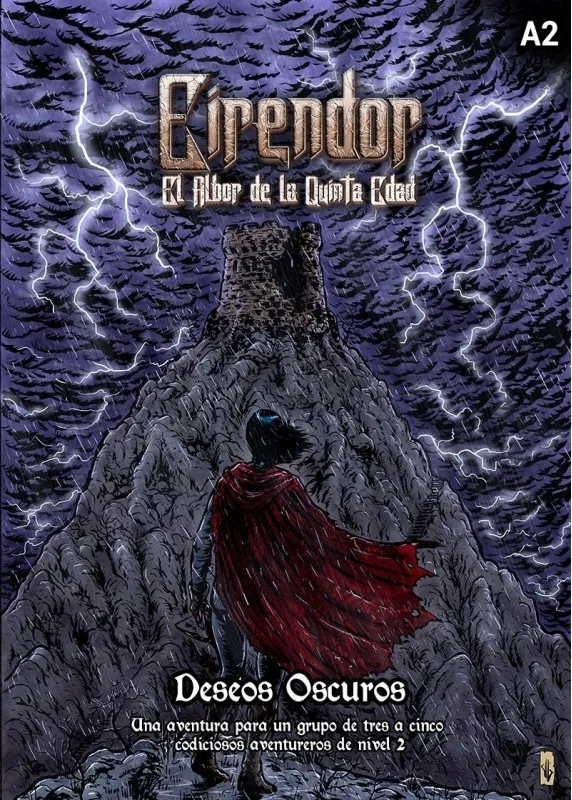 A2
Eirendor
El Albor de la Quinta Edad
Deseos Oscuros
Una aventura para un grupo de tres a cinco
codiciosos aventureros de nivel 2